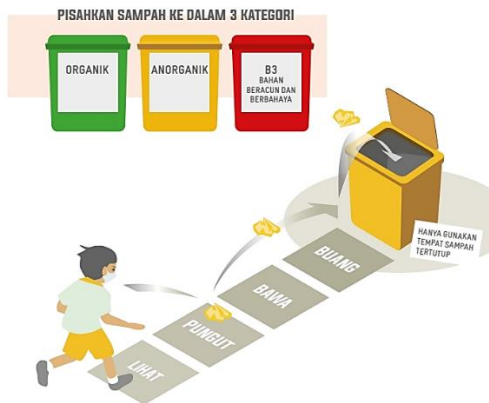 PISAHKAN SAMPAH KE DALAM 3 KATEGORI
ORGANIK
ANORGANIK
B3
BAHAN
BERACUN DAN
BERBAHAYA
HANYA GUNAKAN
TEMPAT SAMPAH
TERTUTUP
LIHAT
PUNGUT
BAWA
BUANG